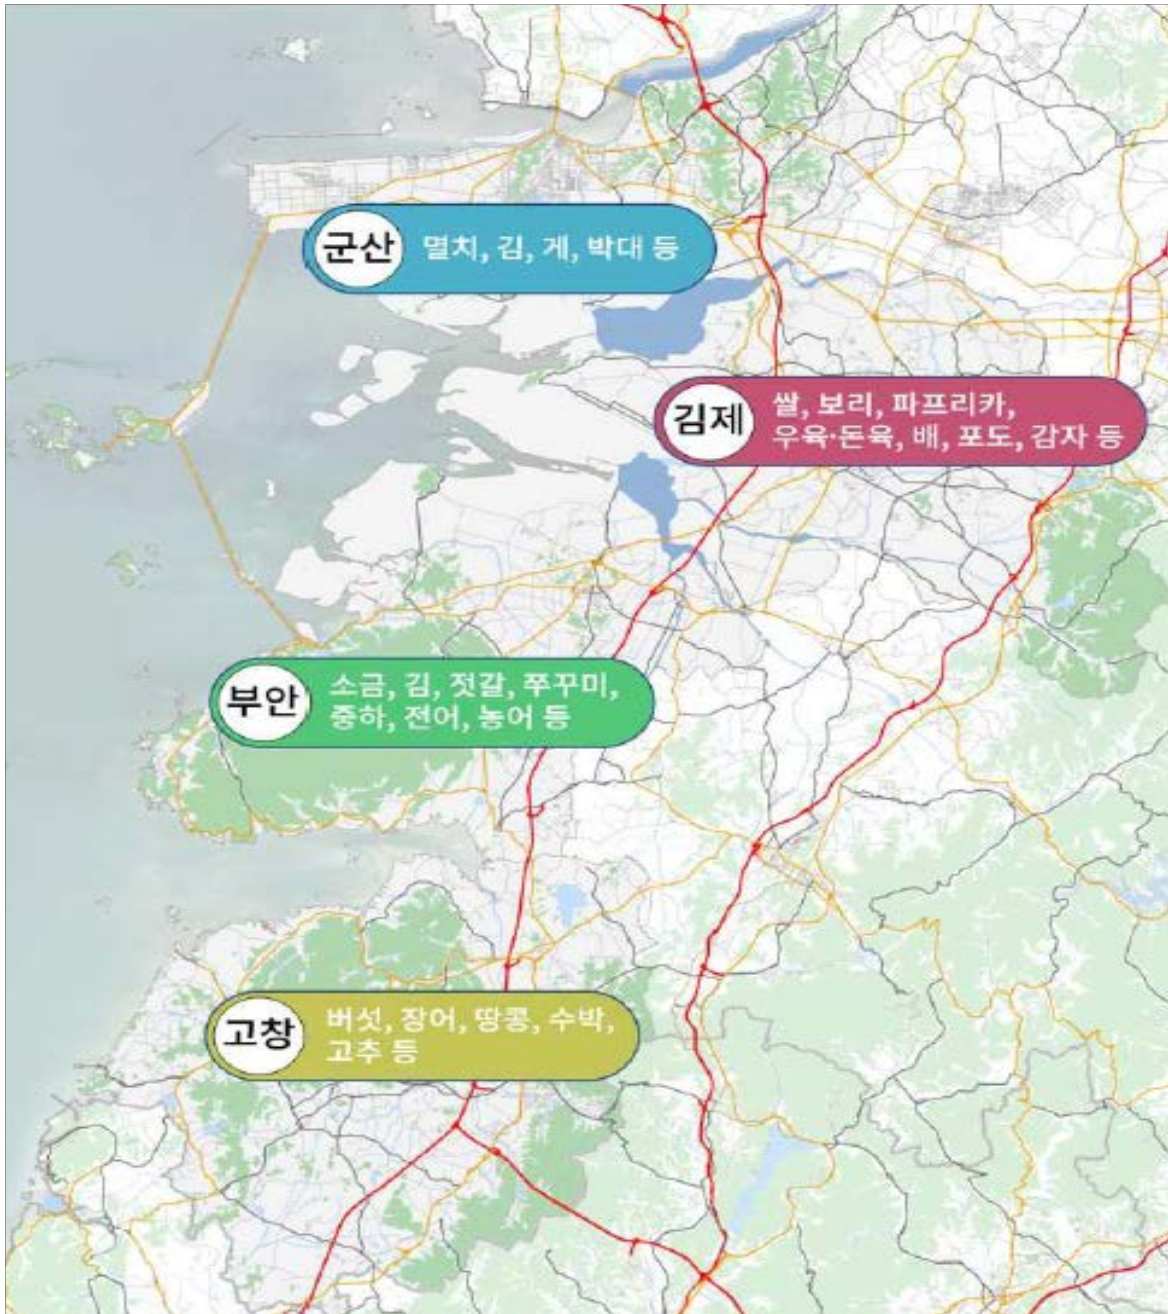 군산
멸치, 김, 게, 박대 등
김제
쌀, 보리, 파프리카,
우육·돈육, 배, 포도, 감자 등
부안
소금, 김, 젓갈, 쭈꾸미,
중하, 전어, 농어 등
고창
버섯, 장어, 땅콩, 수박,
고추 등